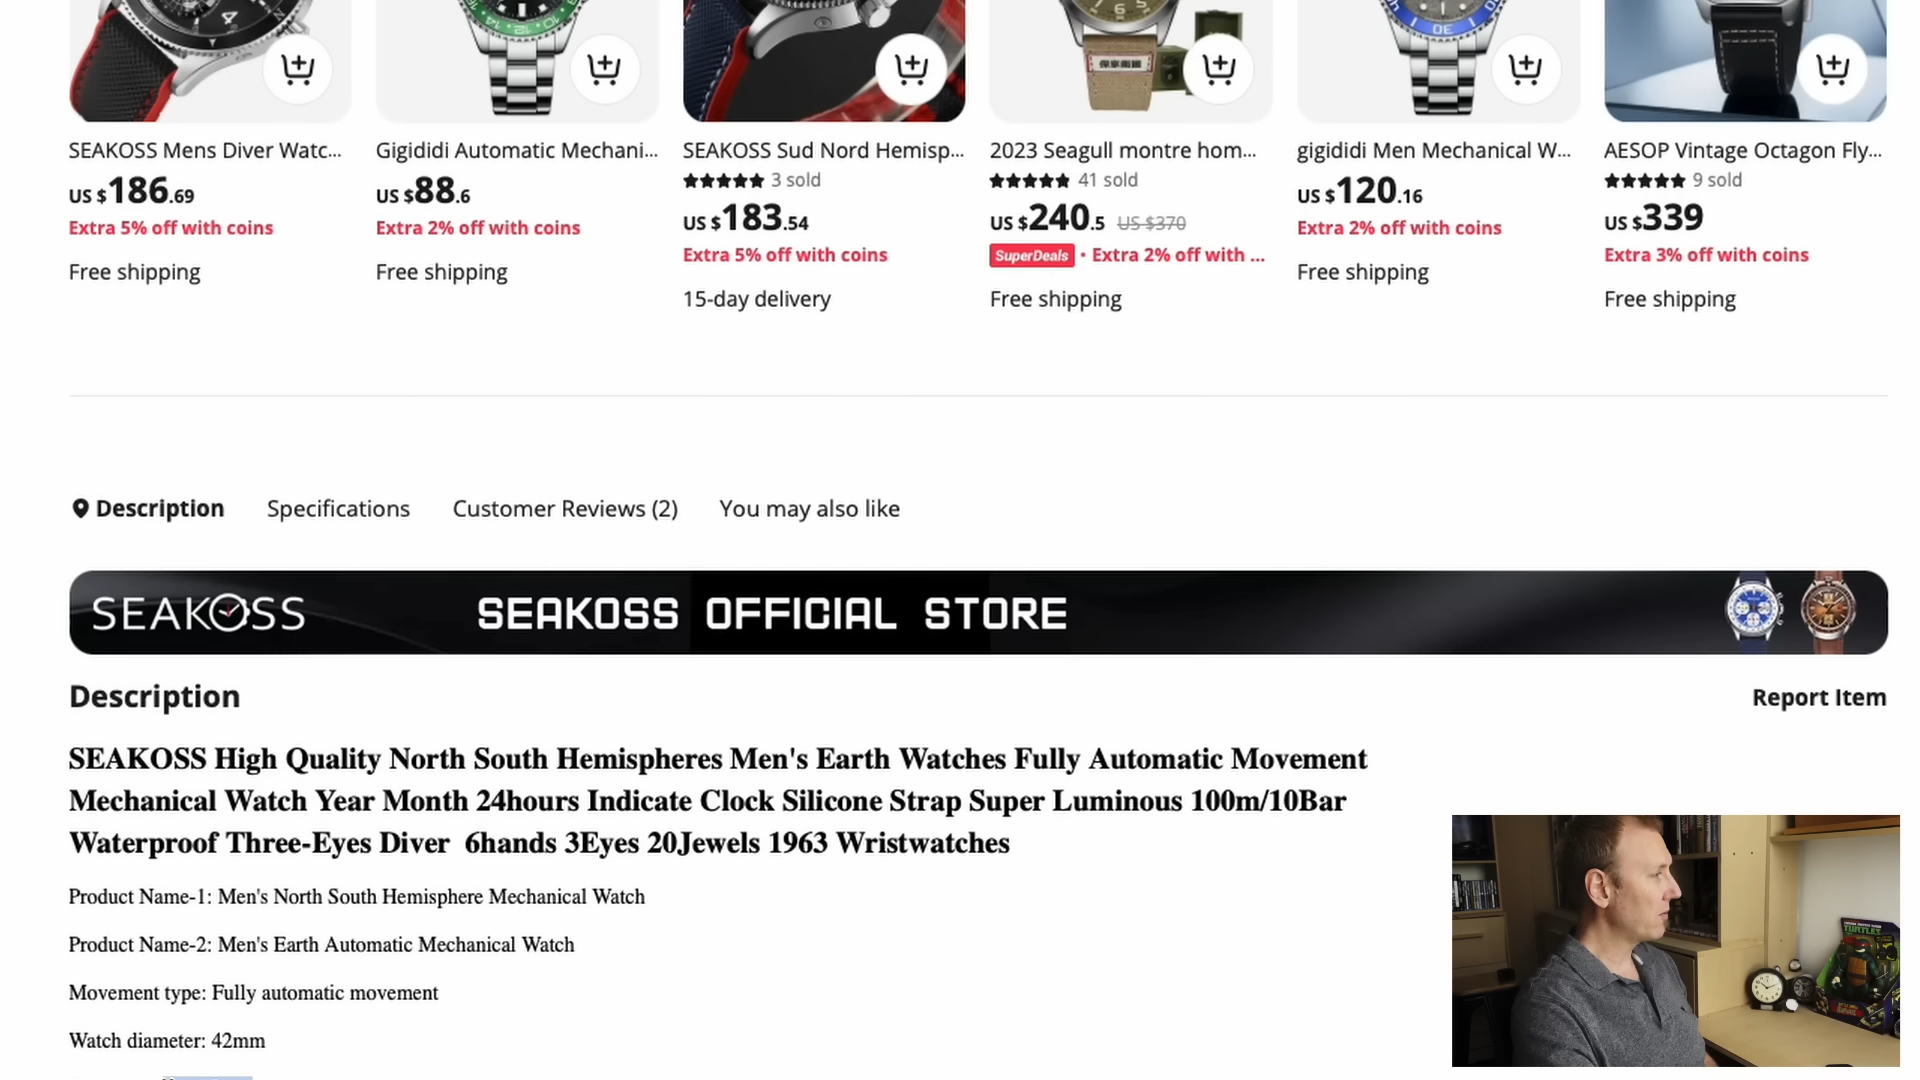 SEAKOSS Mens Diver Watc...
US $186.69
Extra 5% off with coins
Free shipping
Gigididi Automatic Mechani...
US $88.6
Extra 2% off with coins
Free shipping
SEAKOSS Sud Nord Hemisp...
3 sold
US $183.54
Extra 5% off with coins
15-day delivery
2023 Seagull montre hom...
41 sold
US $240.5 US $370
SuperDeals · Extra 2% off with ...
Free shipping
gigididi Men Mechanical W...
US $120.16
Extra 2% off with coins
Free shipping
AESOP Vintage Octagon Fly...
9 sold
US $339
Extra 3% off with coins
Free shipping
Description Specifications Customer Reviews (2) You may also like
SEAKOSS SEAKOSS OFFICIAL STORE
Description
Report Item
SEAKOSS High Quality North South Hemispheres Men's Earth Watches Fully Automatic Movement
Mechanical Watch Year Month 24hours Indicate Clock Silicone Strap Super Luminous 100m/10Bar
Waterproof Three-Eyes Diver 6hands 3Eyes 20Jewels 1963 Wristwatches
Product Name-1: Men's North South Hemisphere Mechanical Watch
Product Name-2: Men's Earth Automatic Mechanical Watch
Movement type: Fully automatic movement
Watch diameter: 42mm